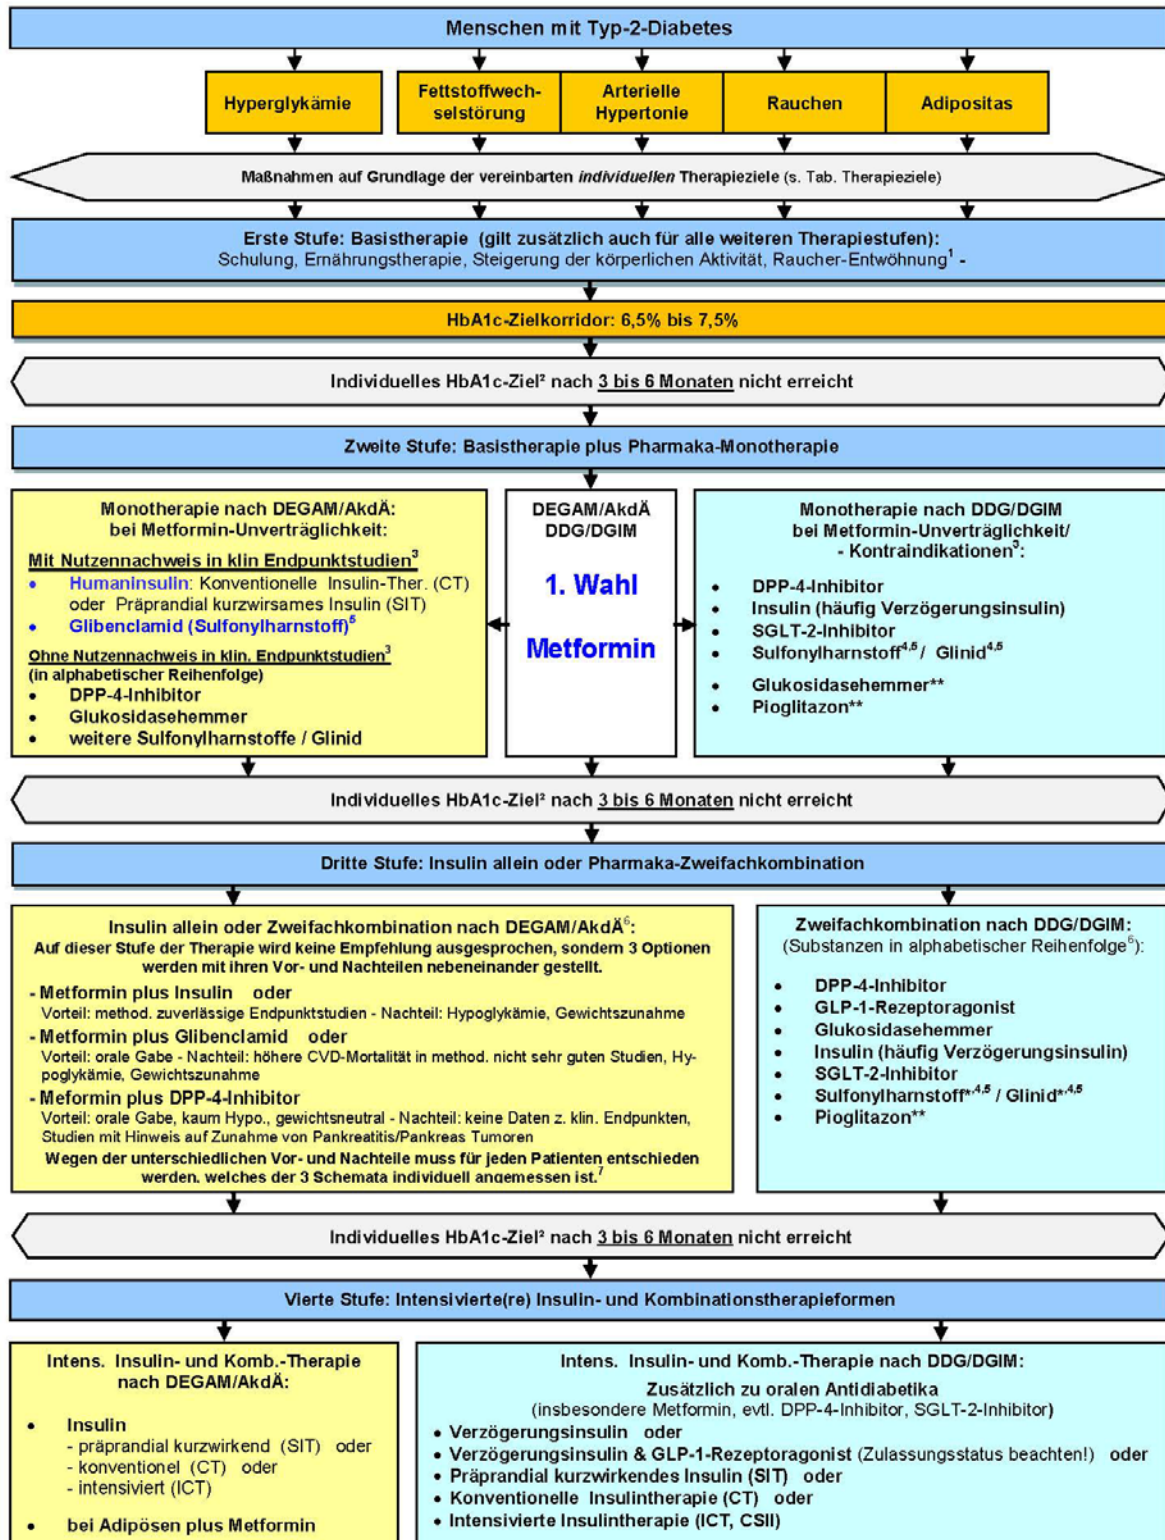 Menschen mit Typ-2-Diabetes
Hyperglykämie
Fettstoffwech-
selstörung
Arterielle
Hypertonie
Rauchen
Adipositas
Maßnahmen auf Grundlage der vereinbarten individuellen Therapieziele (s. Tab. Therapieziele)
Erste Stufe: Basistherapie (gilt zusätzlich auch für alle weiteren Therapiestufen):
Schulung, Ernährungstherapie, Steigerung der körperlichen Aktivität, Raucher-Entwöhnung¹ -
HbA1c-Zielkorridor: 6,5% bis 7,5%
Individuelles HbA1c-Ziel² nach 3 bis 6 Monaten nicht erreicht
Zweite Stufe: Basistherapie plus Pharmaka-Monotherapie
Monotherapie nach DEGAM/AkdÄ:
bei Metformin-Unverträglichkeit:
Mit Nutzennachweis in klin Endpunktstudien³
• Humaninsulin: Konventionelle Insulin-Ther. (CT)
oder Präprandial kurzwirsames Insulin (SIT)
• Glibenclamid (Sulfonylharnstoff)⁵
Ohne Nutzennachweis in klin. Endpunktstudien³
(in alphabetischer Reihenfolge)
• DPP-4-Inhibitor
• Glukosidasehemmer
• weitere Sulfonylharnstoffe / Glinid
DEGAM/AkdÄ
DDG/DGIM
1. Wahl
Metformin
Monotherapie nach DDG/DGIM
bei Metformin-Unverträglichkeit/
- Kontraindikationen³:
• DPP-4-Inhibitor
• Insulin (häufig Verzögerungsinsulin)
• SGLT-2-Inhibitor
• Sulfonylharnstoff⁴,⁵ / Glinid⁴,⁵
• Glukosidasehemmer**
• Pioglitazon**
Individuelles HbA1c-Ziel² nach 3 bis 6 Monaten nicht erreicht
Dritte Stufe: Insulin allein oder Pharmaka-Zweifachkombination
Insulin allein oder Zweifachkombination nach DEGAM/AkdÄ⁶:
Auf dieser Stufe der Therapie wird keine Empfehlung ausgesprochen, sondern 3 Optionen
werden mit ihren Vor- und Nachteilen nebeneinander gestellt.
- Metformin plus Insulin oder
Vorteil: method. zuverlässige Endpunktstudien - Nachteil: Hypoglykämie, Gewichtszunahme
- Metformin plus Glibenclamid oder
Vorteil: orale Gabe - Nachteil: höhere CVD-Mortalität in method. nicht sehr guten Studien, Hy-
poglykämie, Gewichtszunahme
- Meformin plus DPP-4-Inhibitor
Vorteil: orale Gabe, kaum Hypo., gewichtsneutral - Nachteil: keine Daten z. klin. Endpunkten,
Studien mit Hinweis auf Zunahme von Pankreatitis/Pankreas Tumoren
Wegen der unterschiedlichen Vor- und Nachteile muss für jeden Patienten entschieden
werden, welches der 3 Schemata individuell angemessen ist.⁷
Zweifachkombination nach DDG/DGIM:
(Substanzen in alphabetischer Reihenfolge⁶):
• DPP-4-Inhibitor
• GLP-1-Rezeptoragonist
• Glukosidasehemmer
• Insulin (häufig Verzögerungsinsulin)
• SGLT-2-Inhibitor
• Sulfonylharnstoff*,⁴,⁵ / Glinid*,⁴,⁵
• Pioglitazon**
Individuelles HbA1c-Ziel² nach 3 bis 6 Monaten nicht erreicht
Vierte Stufe: Intensivierte(re) Insulin- und Kombinationstherapieformen
Intens. Insulin- und Komb.-Therapie
nach DEGAM/AkdÄ:
• Insulin
- präprandial kurzwirkend (SIT) oder
- konventionel (CT) oder
- intensiviert (ICT)
• bei Adipösen plus Metformin
Intens. Insulin- und Komb.-Therapie nach DDG/DGIM:
Zusätzlich zu oralen Antidiabetika
(insbesondere Metformin, evtl. DPP-4-Inhibitor, SGLT-2-Inhibitor)
• Verzögerungsinsulin oder
• Verzögerungsinsulin & GLP-1-Rezeptoragonist (Zulassungsstatus beachten!) oder
• Präprandial kurzwirkendes Insulin (SIT) oder
• Konventionelle Insulintherapie (CT) oder
• Intensivierte Insulintherapie (ICT, CSII)